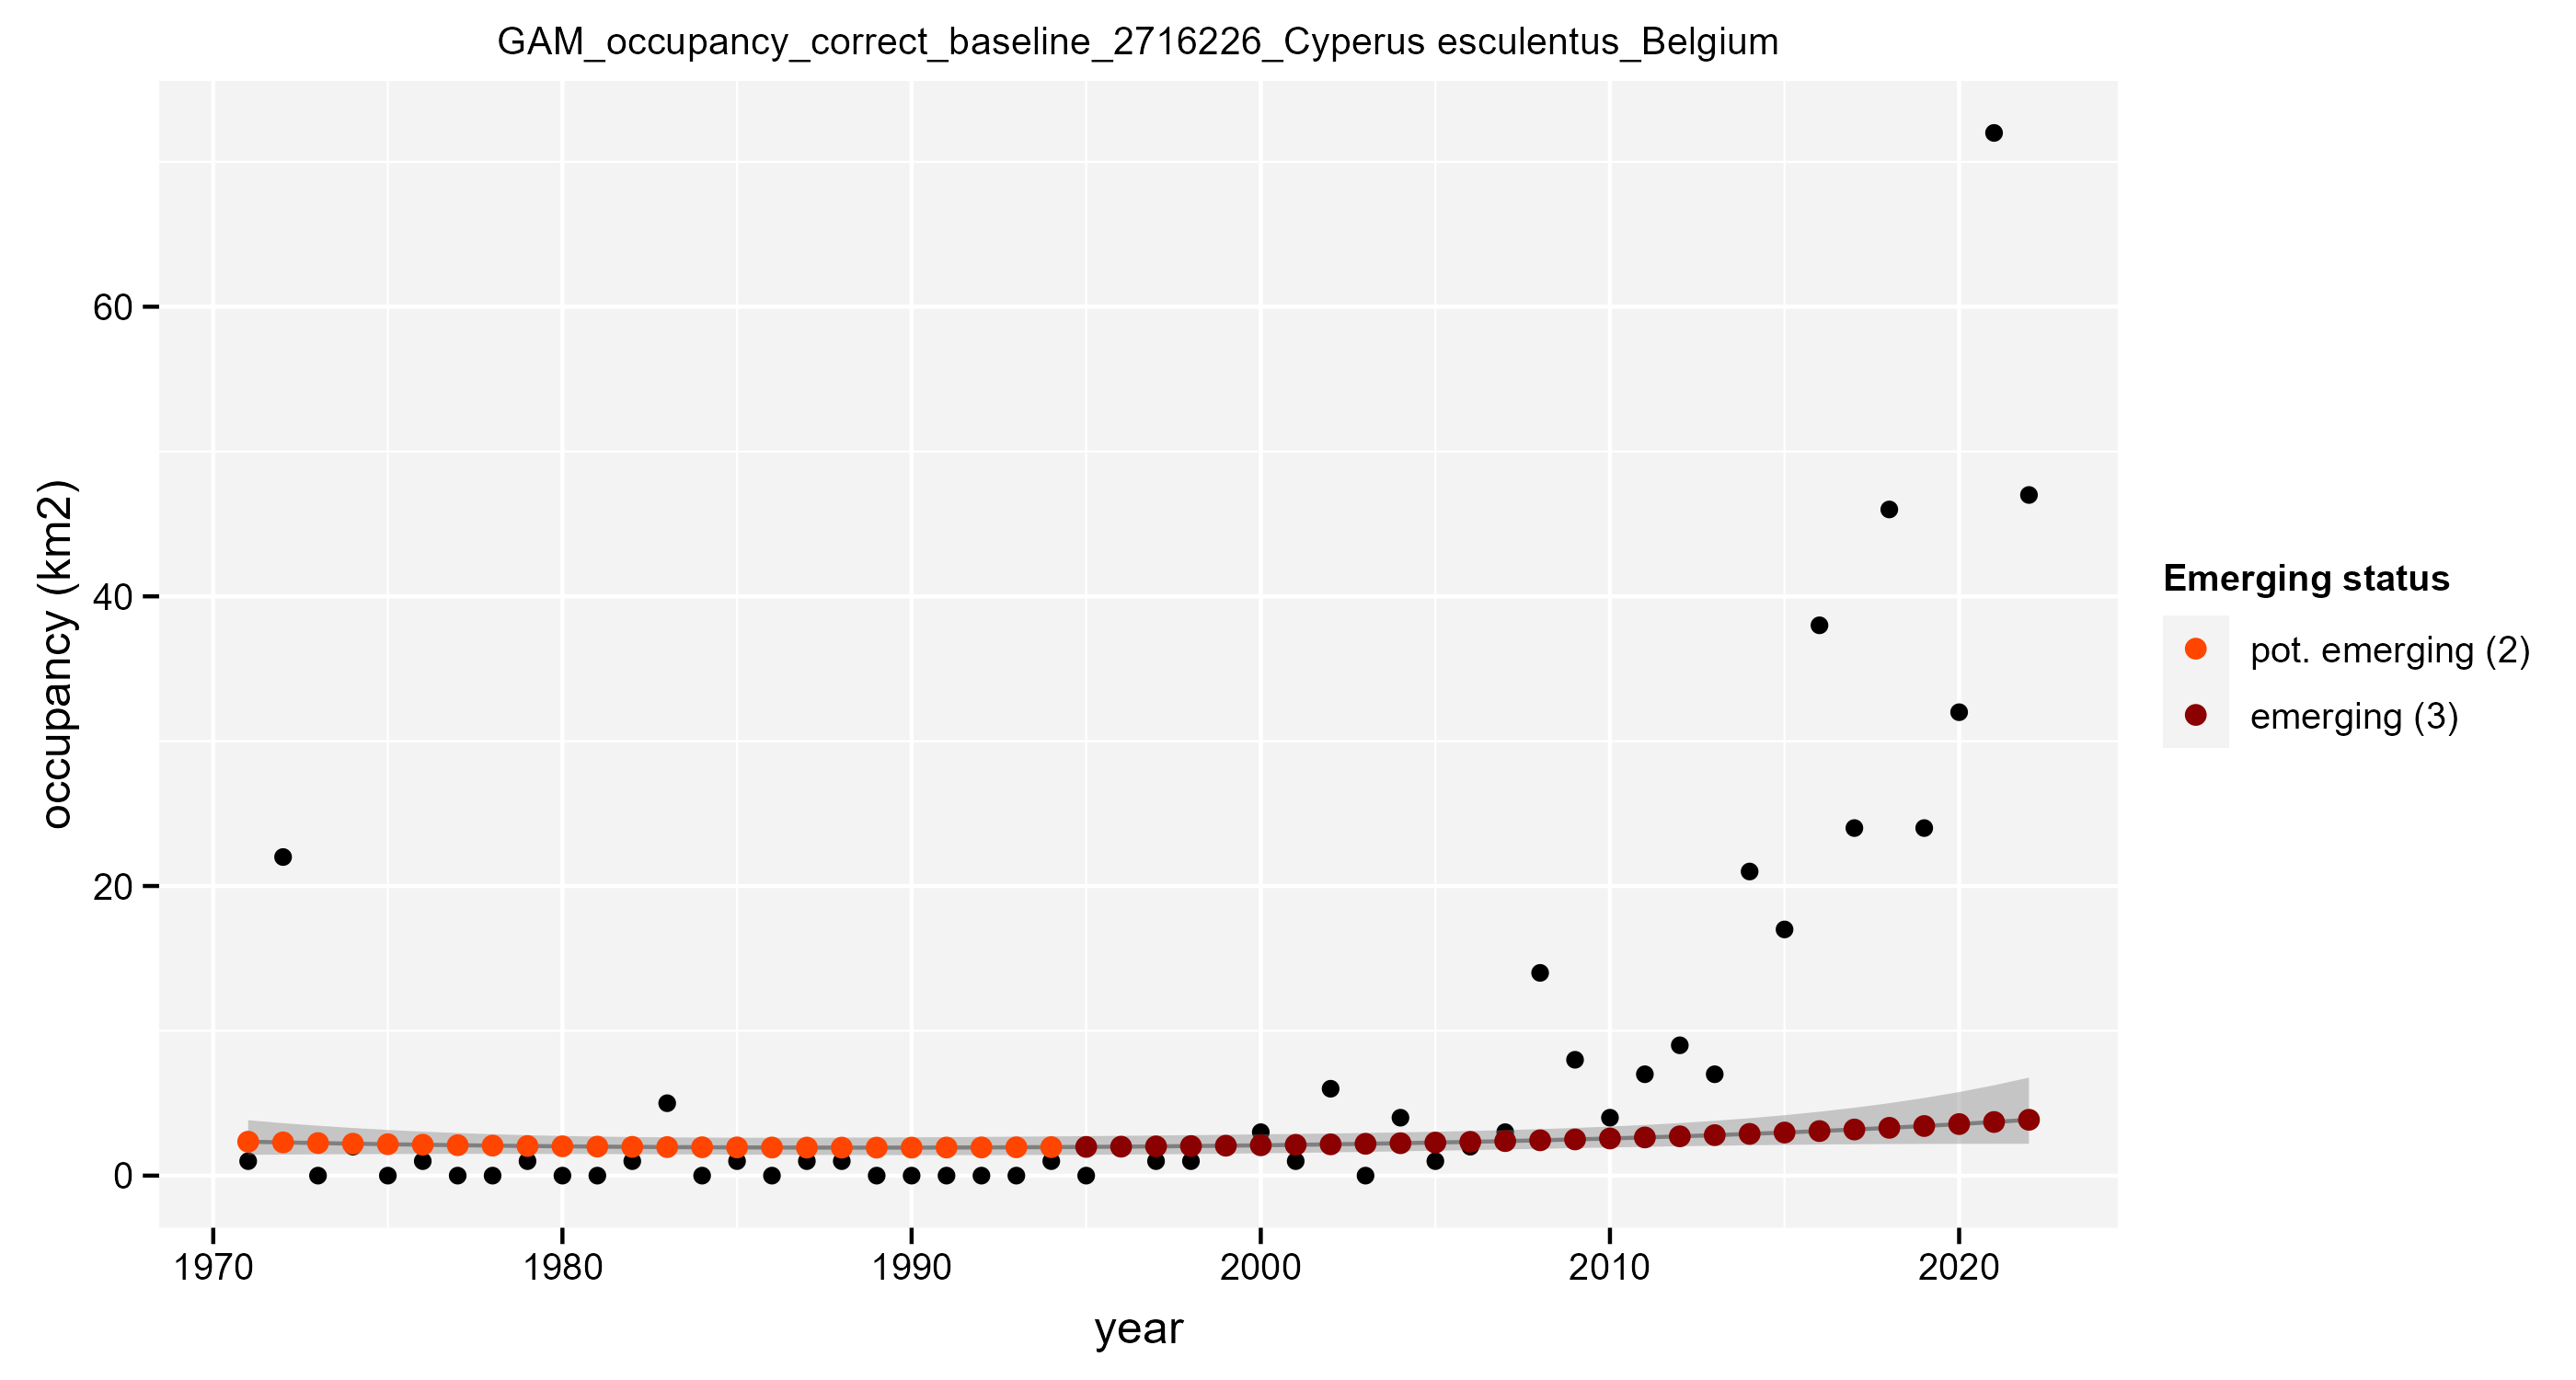 GAM_occupancy_correct_baseline_2716226_Cyperus esculentus_Belgium
occupancy (km2)
60
40
20
0
1970 1980 1990 2000 2010 2020
year
Emerging status
pot. emerging (2)
emerging (3)